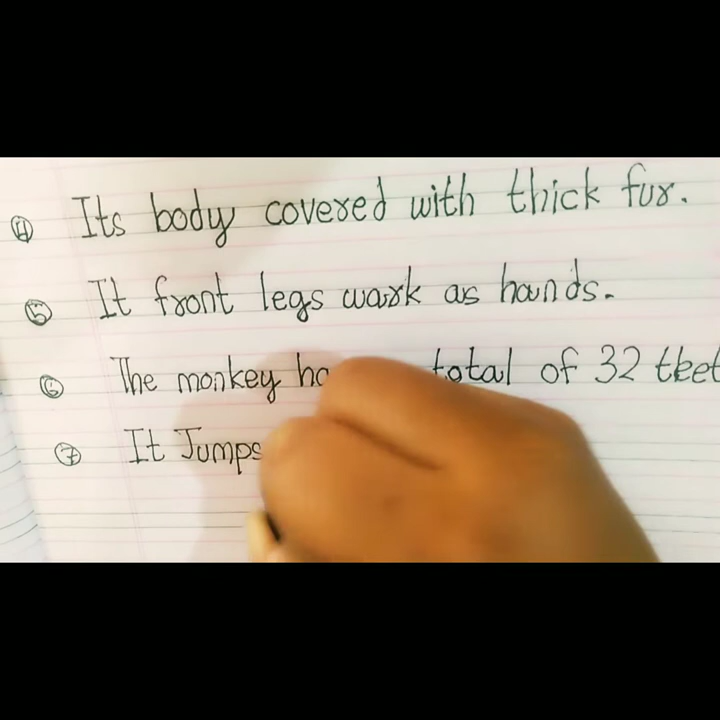 ④ Its body covered with thick fur.
⑤ It front legs wark as hands.
⑥ The monkey total of 32
⑦ It Jumps